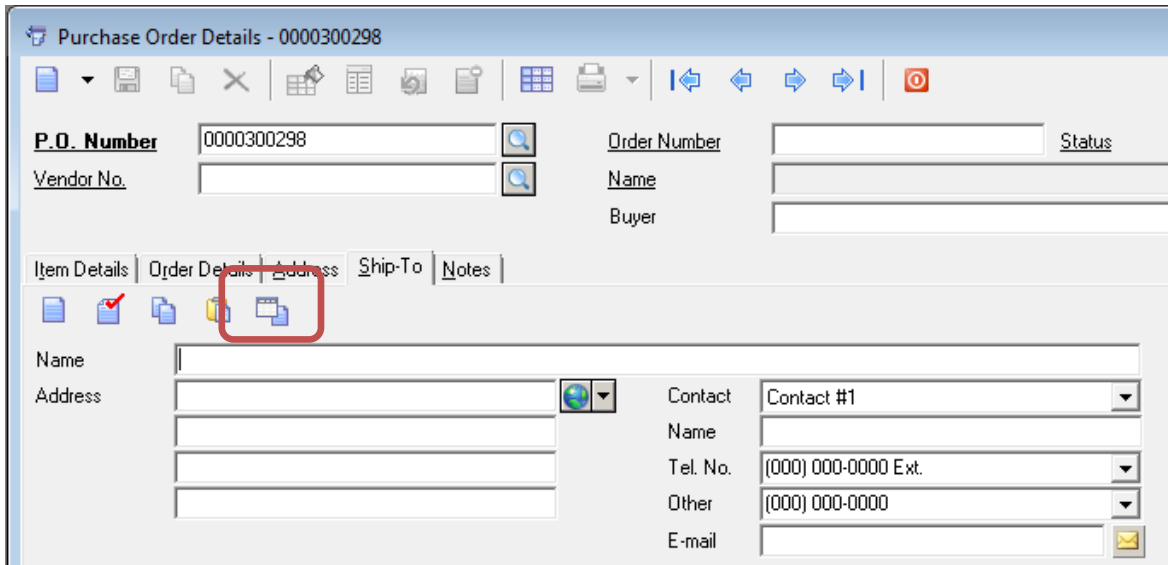 Purchase Order Details - 0000300298
P.O. Number 0000300298 Order Number Status
Vendor No. Name
Buyer
Item Details Order Details Address Ship-To Notes
Name
Address Contact Contact #1
Name
Tel. No. (000) 000-0000 Ext.
Other (000) 000-0000
E-mail